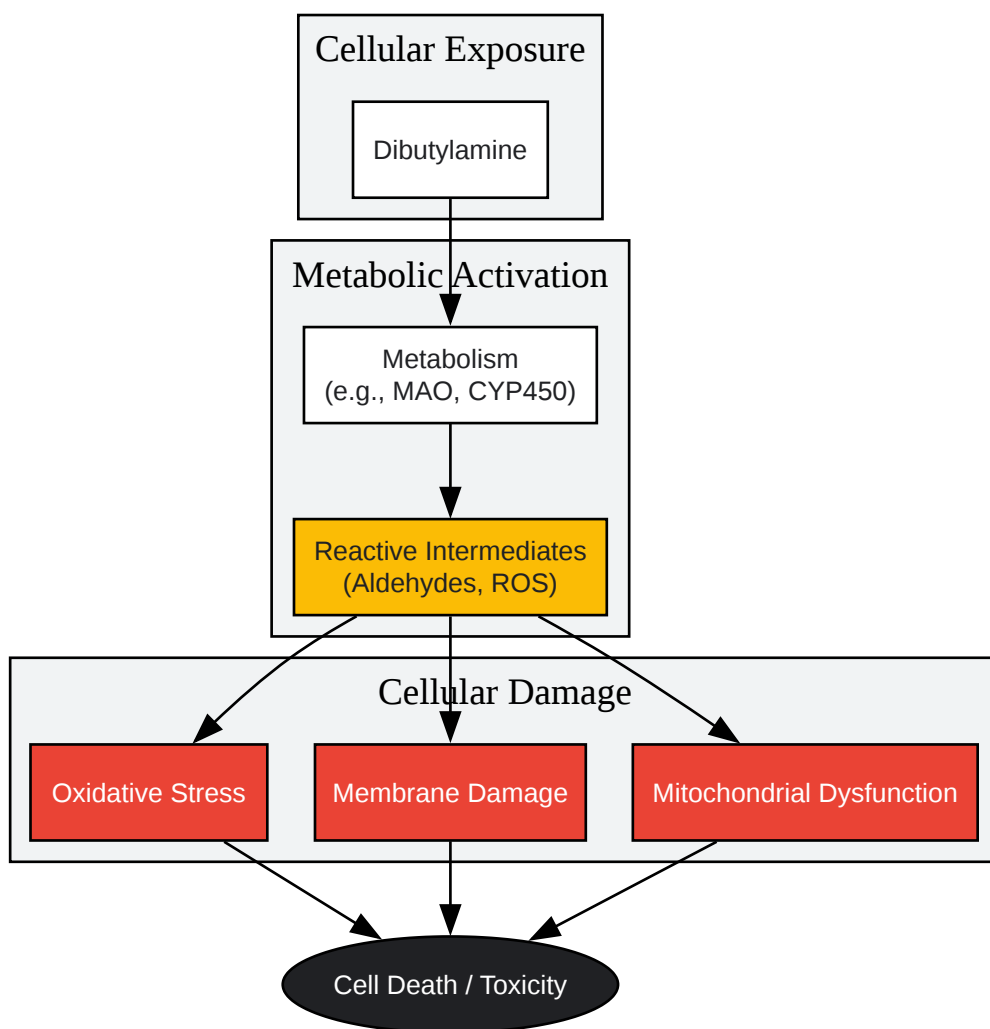 Cellular Exposure
Dibutylamine
Metabolic Activation
Metabolism
(e.g., MAO, CYP450)
Reactive Intermediates
(Aldehydes, ROS)
Cellular Damage
Oxidative Stress
Membrane Damage
Mitochondrial Dysfunction
Cell Death / Toxicity